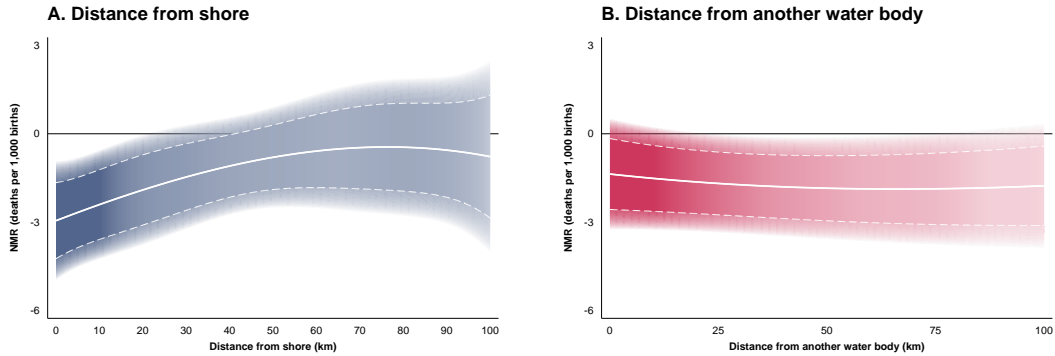 A. Distance from shore
3
0
-3
-6
NMR (deaths per 1,000 births)
0 10 20 30 40 50 60 70 80 90 100
Distance from shore (km)
B. Distance from another water body
3
0
-3
-6
NMR (deaths per 1,000 births)
0 25 50 75 100
Distance from another water body (km)